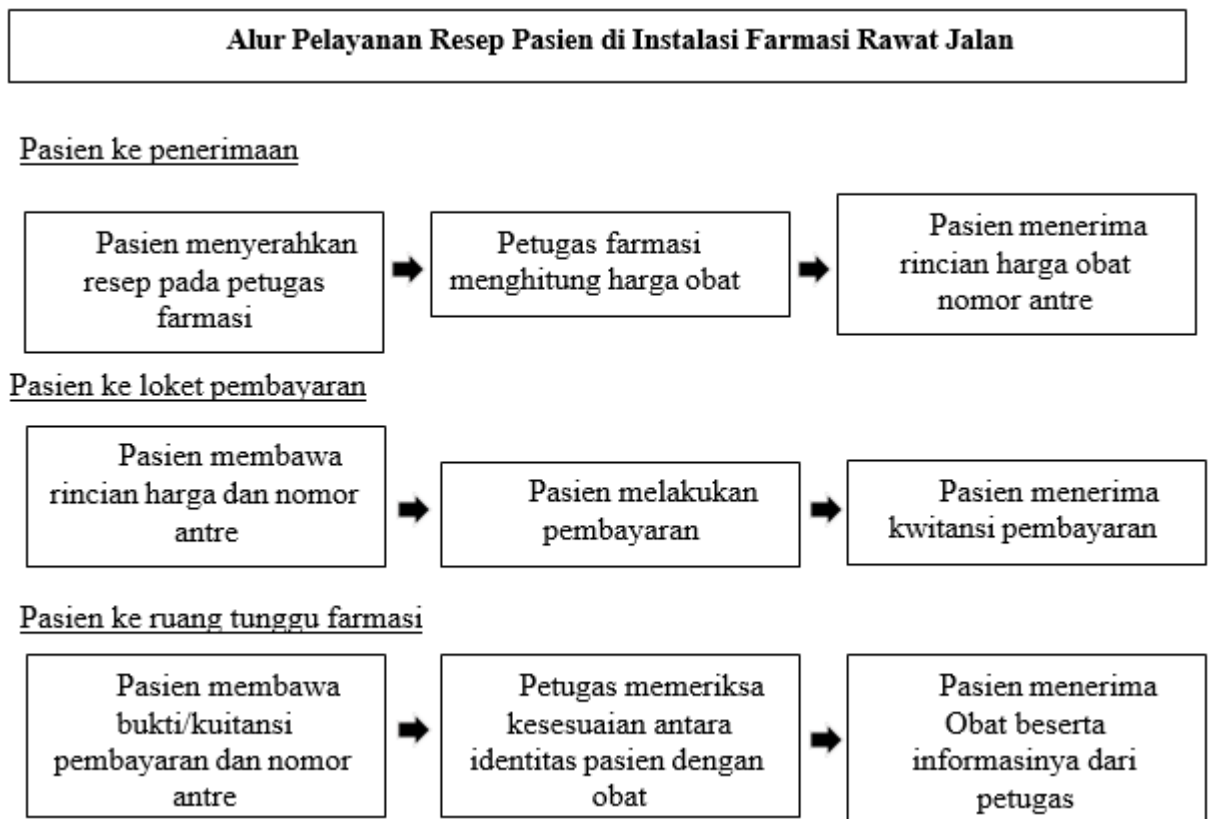 Alur Pelayanan Resep Pasien di Instalasi Farmasi Rawat Jalan
Pasien ke penerimaan
Pasien menyerahkan
resep pada petugas
farmasi
Petugas farmasi
menghitung harga obat
Pasien menerima
rincian harga obat
nomor antre
Pasien ke loket pembayaran
Pasien membawa
rincian harga dan nomor
antre
Pasien melakukan
pembayaran
Pasien menerima
kwitansi pembayaran
Pasien ke ruang tunggu farmasi
Pasien membawa
bukti/kuitansi
pembayaran dan nomor
antre
Petugas memeriksa
kesesuaian antara
identitas pasien dengan
obat
Pasien menerima
Obat beserta
informasinya dari
petugas